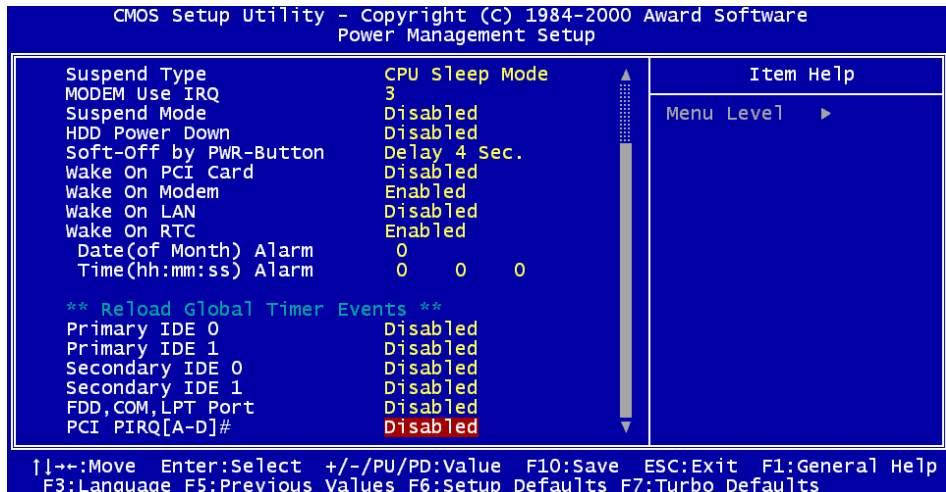 CMOS Setup Utility - Copyright (C) 1984-2000 Award Software
Power Management Setup
Suspend Type CPU Sleep Mode
MODEM Use IRQ 3
Suspend Mode Disabled
HDD Power Down Disabled
Soft-Off by PWR-Button Delay 4 Sec.
Wake On PCI Card Disabled
Wake On Modem Enabled
Wake On LAN Disabled
Wake On RTC Enabled
Date(of Month) Alarm 0
Time(hh:mm:ss) Alarm 0 0 0
** Reload Global Timer Events **
Primary IDE 0 Disabled
Primary IDE 1 Disabled
Secondary IDE 0 Disabled
Secondary IDE 1 Disabled
FDD,COM,LPT Port Disabled
PCI PIRQ[A-D]# Disabled
Item Help
Menu Level ►
↑↓→←:Move Enter:Select +/-/PU/PD:Value F10:Save ESC:Exit F1:General Help
F3:Language F5:Previous Values F6:Setup Defaults F7:Turbo Defaults